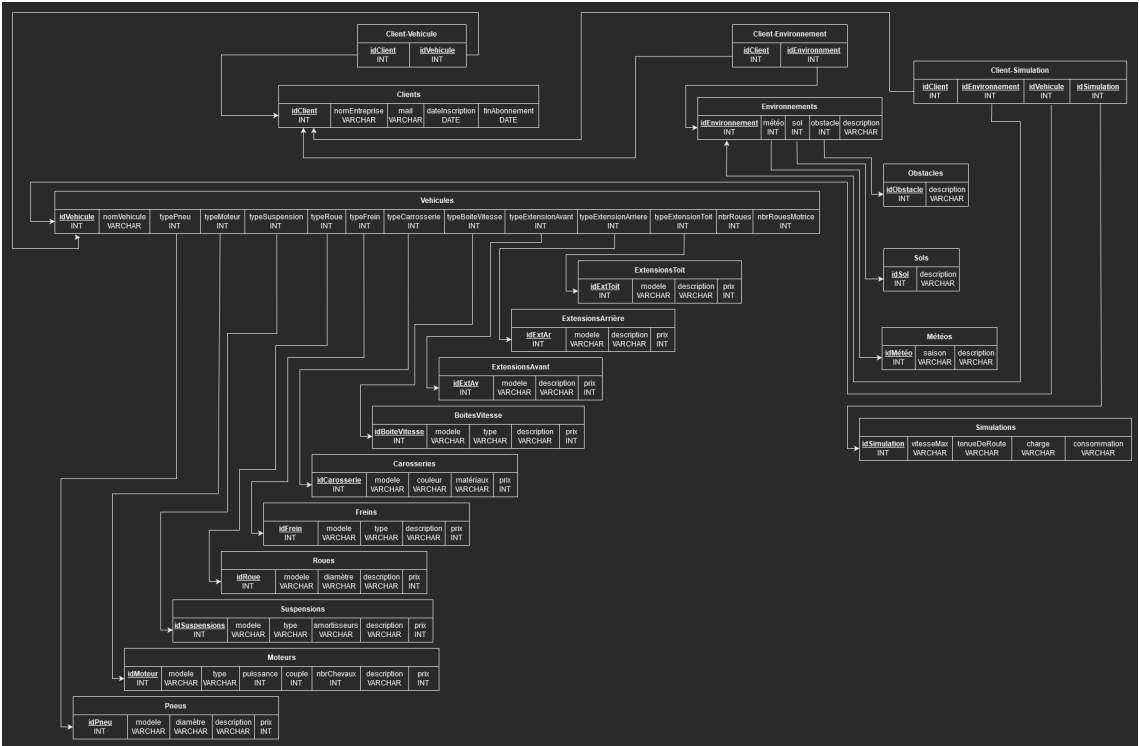 Client-Vehicule
idClient idVehicule
INT INT
Client-Environnement
idClient idEnvironnment
INT INT
Client-Simulation
idClient idEnvironnement idVehicule idSimulation
INT INT INT INT
Clients
idClient nomEntreprise mail dateInscription finAbonnement
INT VARCHAR VARCHAR DATE DATE
Environnements
idEnvironnement météo sol obstacle description
INT INT INT INT VARCHAR
Obstacles
idObstacle description
INT VARCHAR
Vehicules
idVehicule nomVehicule typePneu typeMoteur typeSuspension typeRoue typeFrein typeCarrosserie typeBoiteVitesse typeExtensionAvant typeExtensionArriere typeExtensionToit nbrRoues nbrRouesMotrice
INT VARCHAR INT INT INT INT INT INT INT INT INT INT INT INT
Sols
idSol description
INT VARCHAR
ExtensionsToit
idExtToit modele description prix
INT VARCHAR VARCHAR INT
ExtensionsArrière
idExtAr modele description prix
INT VARCHAR VARCHAR INT
Météos
idMétéo saison description
INT VARCHAR VARCHAR
ExtensionsAvant
idExtAv modele description prix
INT VARCHAR VARCHAR INT
BoitesVitesse
idBoiteVitesse modele type description prix
INT VARCHAR VARCHAR VARCHAR INT
Simulations
idSimulation vitesseMax tenueDeRoute charge consommation
INT VARCHAR VARCHAR VARCHAR VARCHAR
Carosseries
idCarosserie modele couleur matériaux prix
INT VARCHAR VARCHAR VARCHAR INT
Freins
idFrein modele type description prix
INT VARCHAR VARCHAR VARCHAR INT
Roues
idRoue modele diamètre description prix
INT VARCHAR VARCHAR VARCHAR INT
Suspensions
idSuspensions modele type amortisseurs description prix
INT VARCHAR VARCHAR VARCHAR VARCHAR INT
Moteurs
idMoteur modele type puissance couple nbrChevaux description prix
INT VARCHAR VARCHAR INT INT INT VARCHAR INT
Pneus
idPneu modele diamètre description prix
INT VARCHAR VARCHAR VARCHAR INT